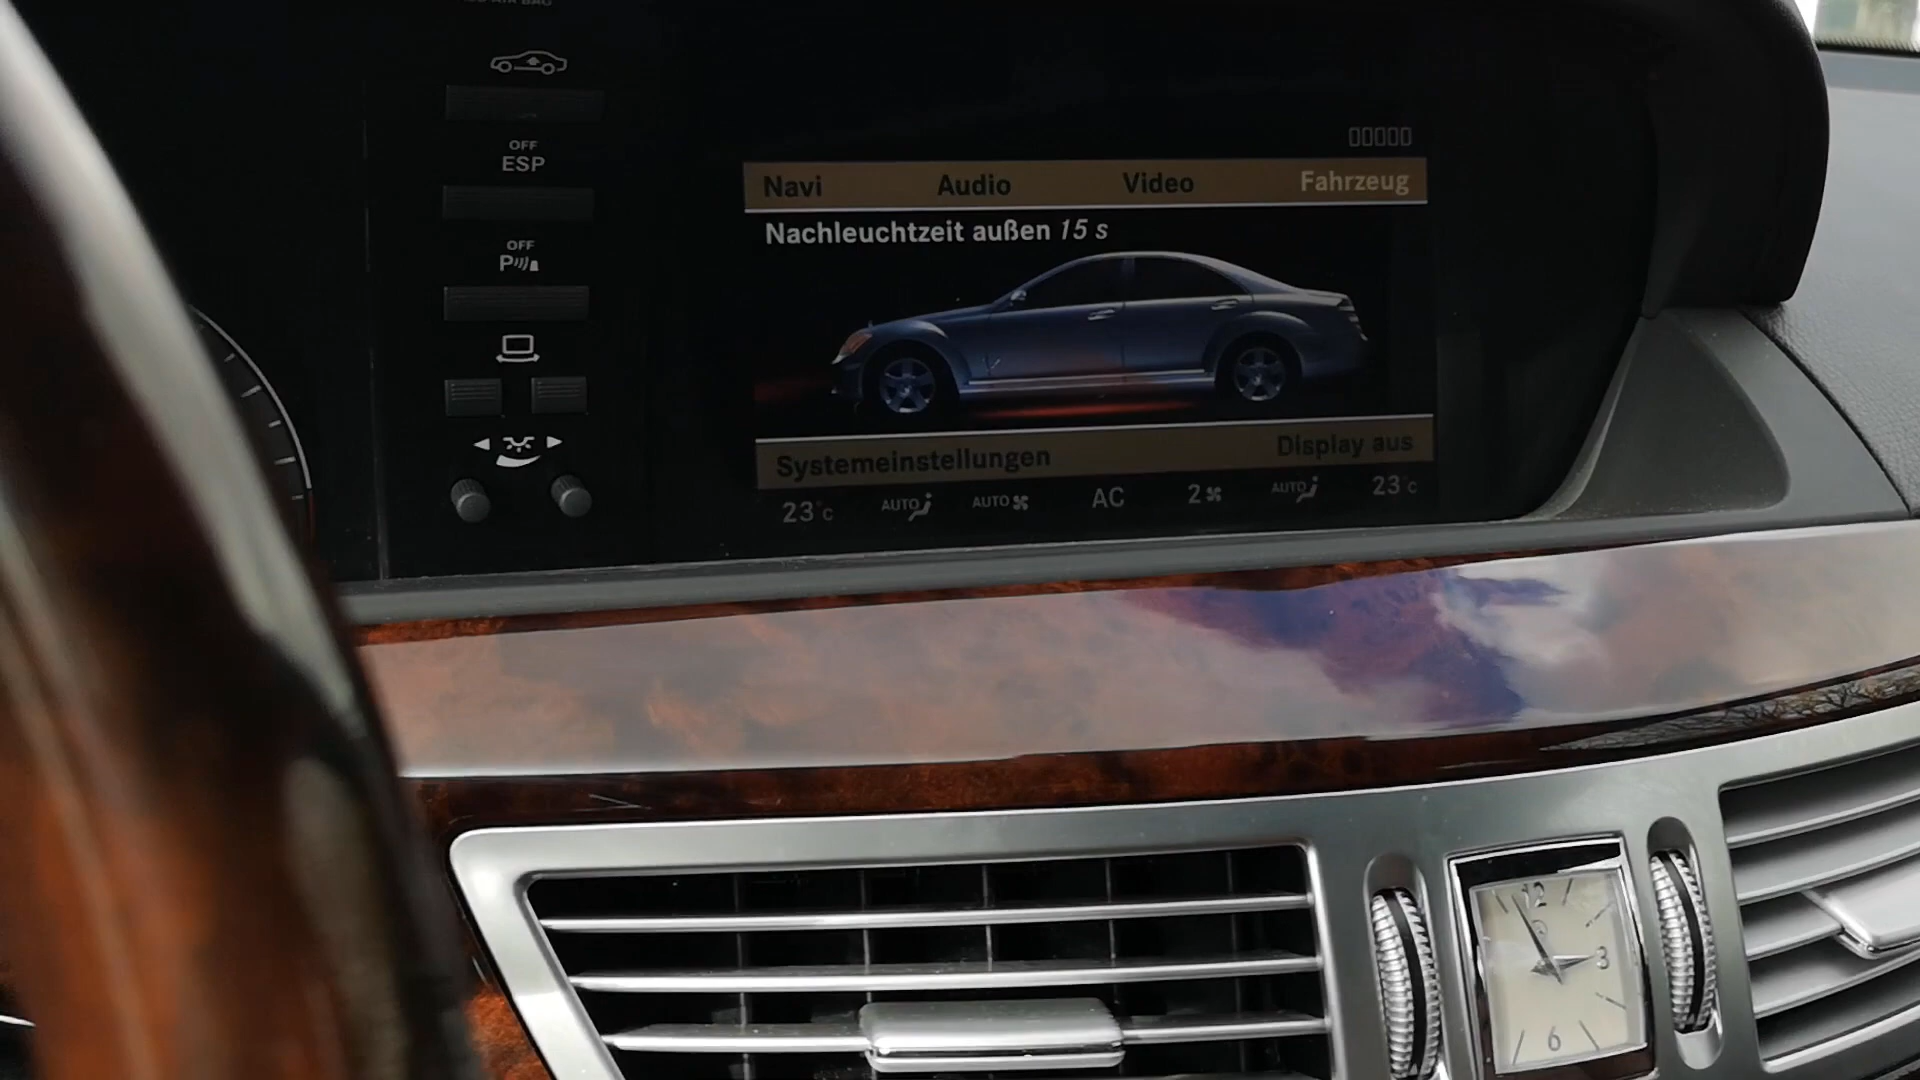 OFF
ESP
OFF
P
Navi Audio Video Fahrzeug
Nachleuchtzeit außen 15 s
Systemeinstellungen Display aus
23°C AUTO AUTO AC 2 AUTO 23°C
12
3
6